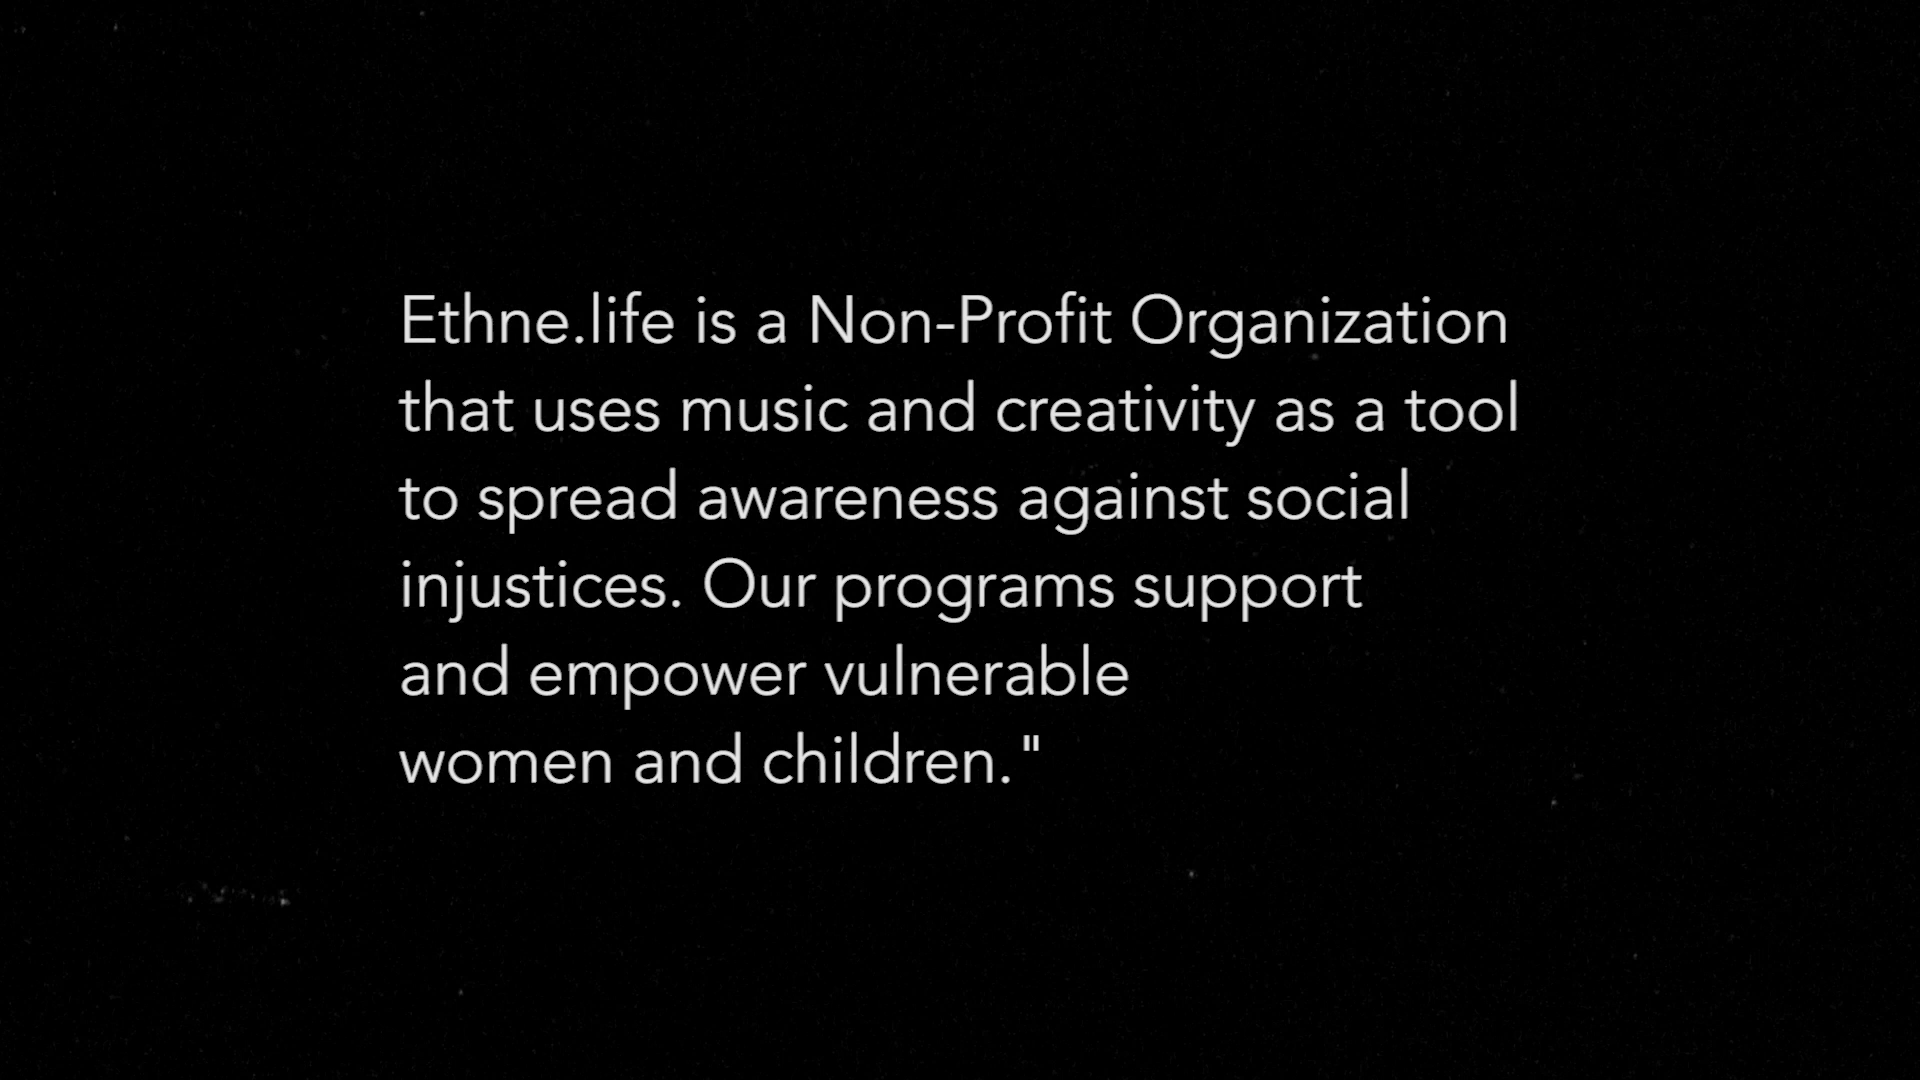 Ethne.life is a Non-Profit Organization
that uses music and creativity as a tool
to spread awareness against social
injustices. Our programs support
and empower vulnerable
women and children."